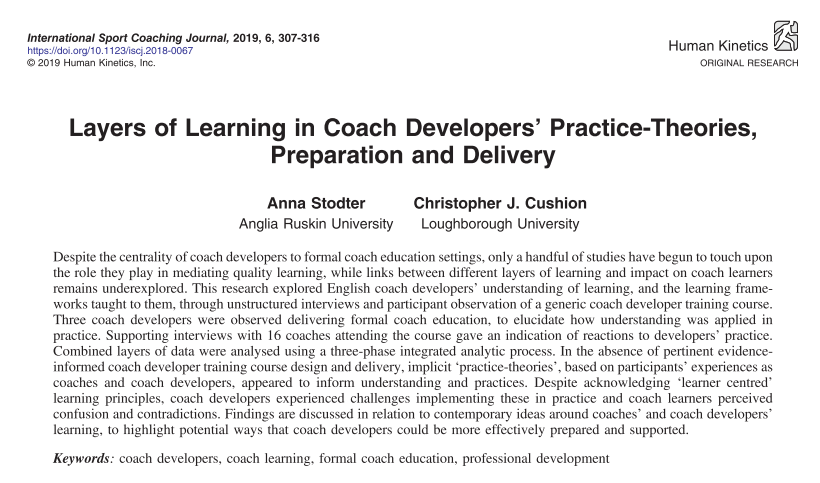 International Sport Coaching Journal, 2019, 6, 307-316
https://doi.org/10.1123/iscj.2018-0067
© 2019 Human Kinetics, Inc.
Human Kinetics
ORIGINAL RESEARCH
Layers of Learning in Coach Developers’ Practice-Theories,
Preparation and Delivery
Anna Stodter
Christopher J. Cushion
Anglia Ruskin University
Loughborough University
Despite the centrality of coach developers to formal coach education settings, only a handful of studies have begun to touch upon
the role they play in mediating quality learning, while links between different layers of learning and impact on coach learners
remains underexplored. This research explored English coach developers’ understanding of learning, and the learning frame-
works taught to them, through unstructured interviews and participant observation of a generic coach developer training course.
Three coach developers were observed delivering formal coach education, to elucidate how understanding was applied in
practice. Supporting interviews with 16 coaches attending the course gave an indication of reactions to developers’ practice.
Combined layers of data were analysed using a three-phase integrated analytic process. In the absence of pertinent evidence-
informed coach developer training course design and delivery, implicit ‘practice-theories’, based on participants’ experiences as
coaches and coach developers, appeared to inform understanding and practices. Despite acknowledging ‘learner centred’
learning principles, coach developers experienced challenges implementing these in practice and coach learners perceived
confusion and contradictions. Findings are discussed in relation to contemporary ideas around coaches’ and coach developers’
learning, to highlight potential ways that coach developers could be more effectively prepared and supported.
Keywords: coach developers, coach learning, formal coach education, professional development